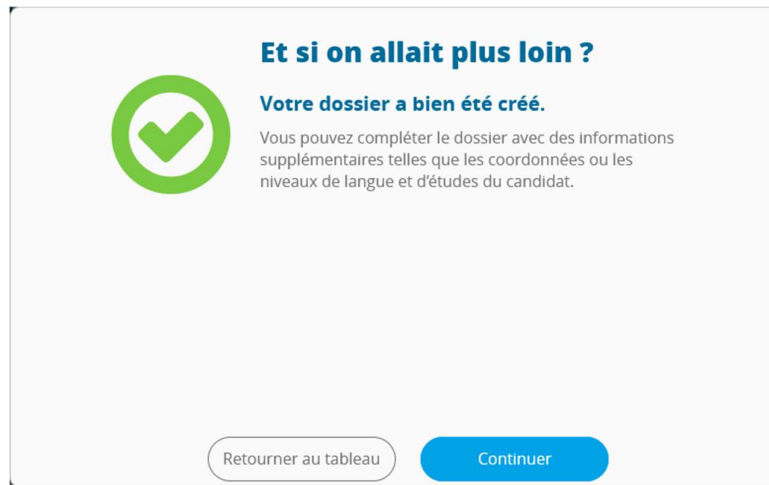 Et si on allait plus loin ?
Votre dossier a bien été créé.
Vous pouvez compléter le dossier avec des informations
supplémentaires telles que les coordonnées ou les
niveaux de langue et d'études du candidat.
Retourner au tableau
Continuer